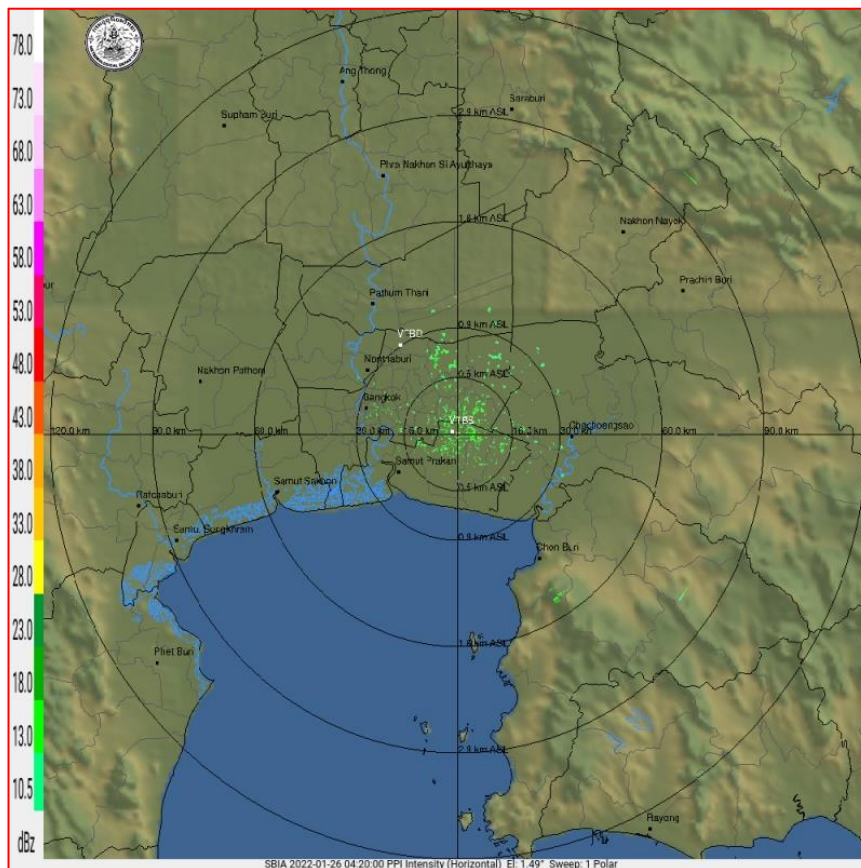 78.0
73.0
68.0
63.0
58.0
53.0
48.0
43.0
38.0
33.0
28.0
23.0
18.0
13.0
10.5
dBz
Ang Thong
Saraburi
Suphan Buri
Phra Nakhon Si Ayutthaya
Nakhon Nayok
Prachin Buri
Pathum Thani
VTBD
Nonthaburi
Nakhon Pathom
Bangkok
VTBS
Chachoengsao
120.0 km
90.0 km
60.0 km
30.0 km
30.0 km
60.0 km
90.0 km
Samut Prakan
Samut Sakhon
Ratchaburi
Samut Songkhram
Chon Buri
Phet Buri
Rayong
2.9 km ASL
1.8 km ASL
0.9 km ASL
0.5 km ASL
0.5 km ASL
0.9 km ASL
1.8 km ASL
2.9 km ASL
SBIA 2022-01-26 04:20:00 PPI Intensity (Horizontal) El: 1.49° Sweep: 1 Polar